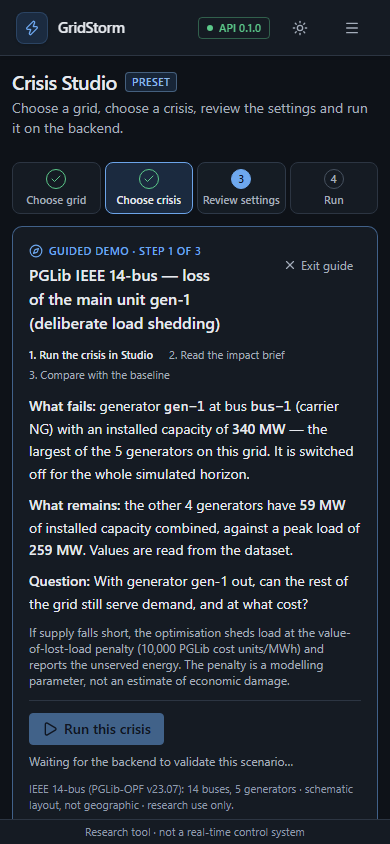 GridStorm
API 0.1.0
Crisis Studio
PRESET
Choose a grid, choose a crisis, review the settings and run
it on the backend.
Choose grid
Choose crisis
3
Review settings
4
Run
GUIDED DEMO · STEP 1 OF 3
PGLib IEEE 14-bus — loss
of the main unit gen-1
(deliberate load shedding)
Exit guide
1. Run the crisis in Studio 2. Read the impact brief
3. Compare with the baseline
What fails: generator gen-1 at bus bus-1 (carrier
NG) with an installed capacity of 340 MW — the
largest of the 5 generators on this grid. It is switched
off for the whole simulated horizon.
What remains: the other 4 generators have 59 MW
of installed capacity combined, against a peak load of
259 MW. Values are read from the dataset.
Question: With generator gen-1 out, can the rest of
the grid still serve demand, and at what cost?
If supply falls short, the optimisation sheds load at the value-
of-lost-load penalty (10,000 PGLib cost units/MWh) and
reports the unserved energy. The penalty is a modelling
parameter, not an estimate of economic damage.
Run this crisis
Waiting for the backend to validate this scenario…
IEEE 14-bus (PGLib-OPF v23.07): 14 buses, 5 generators · schematic
layout, not geographic · research use only.
Research tool · not a real-time control system